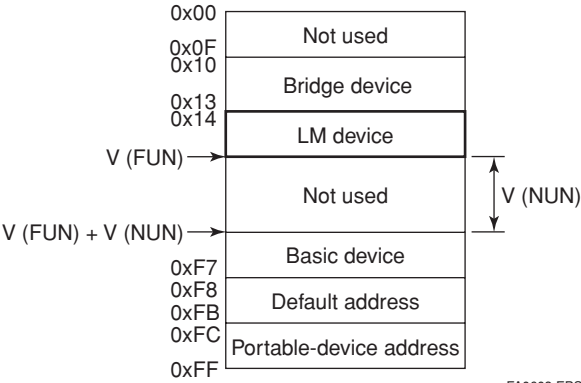 0x00
Not used
0x0F
0x10
Bridge device
0x13
0x14
LM device
V (FUN)
Not used
V (NUN)
V (FUN) + V (NUN)
Basic device
0xF7
0xF8
Default address
0xFB
0xFC
Portable-device address
0xFF